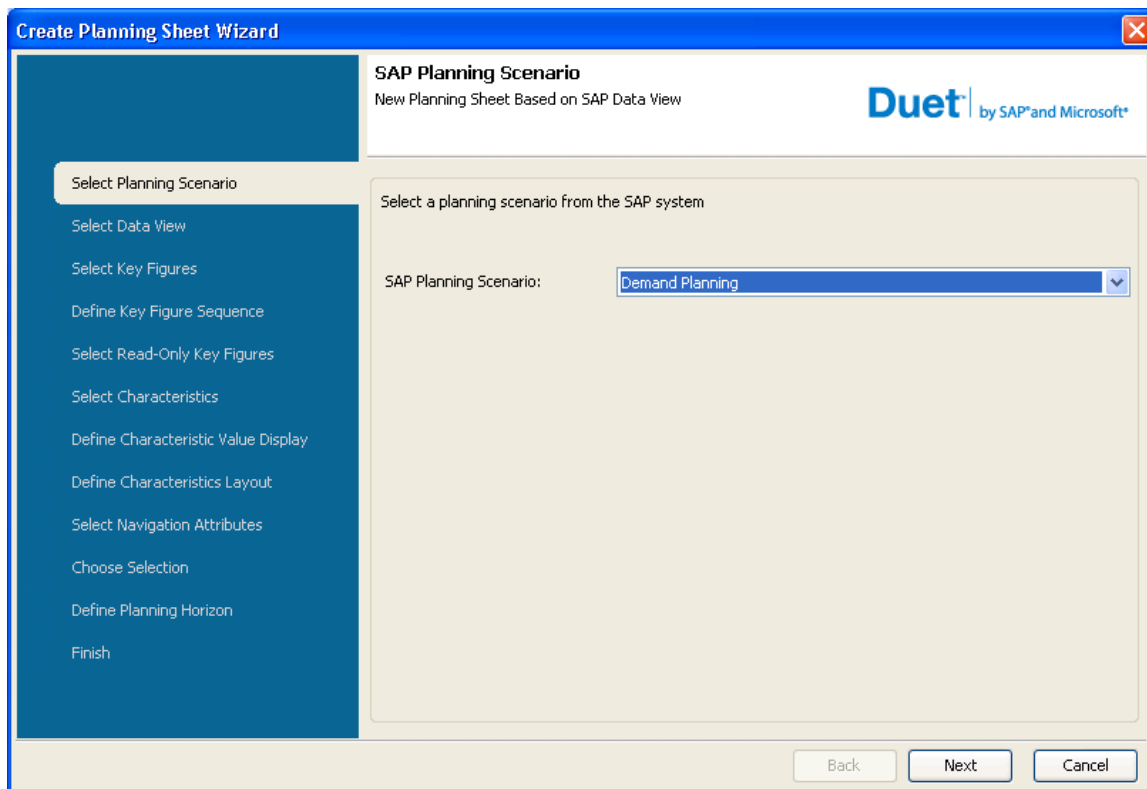 Create Planning Sheet Wizard
SAP Planning Scenario
New Planning Sheet Based on SAP Data View
Duet™ by SAP® and Microsoft®
Select Planning Scenario
Select Data View
Select Key Figures
Define Key Figure Sequence
Select Read-Only Key Figures
Select Characteristics
Define Characteristic Value Display
Define Characteristics Layout
Select Navigation Attributes
Choose Selection
Define Planning Horizon
Finish
Select a planning scenario from the SAP system
SAP Planning Scenario: Demand Planning
Back Next Cancel